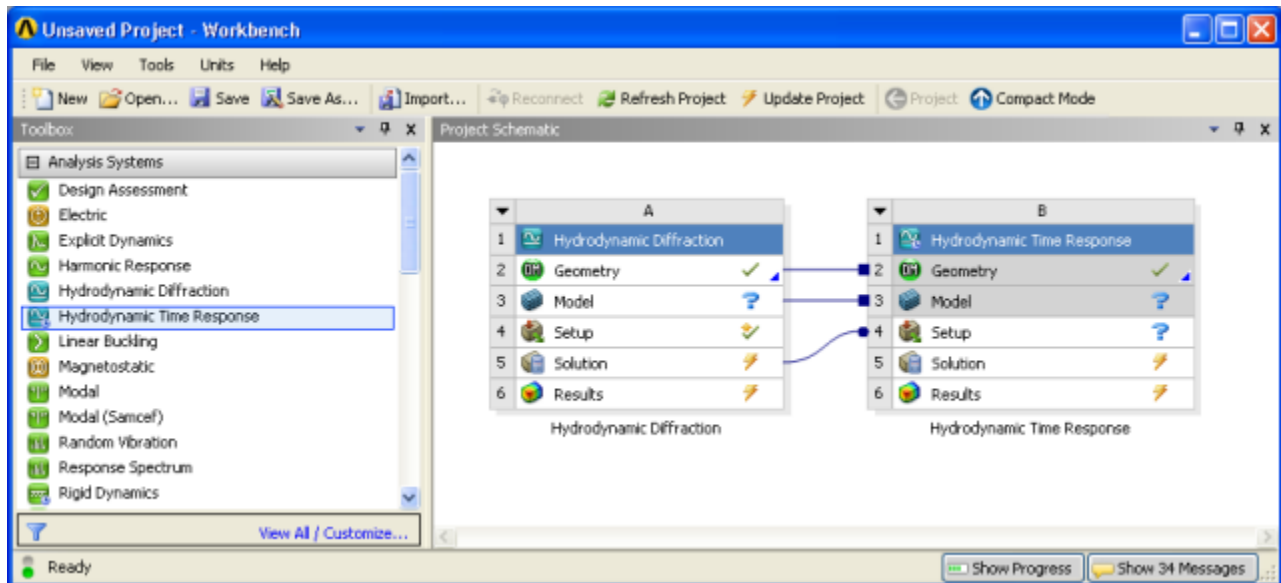 Unsaved Project - Workbench
File View Tools Units Help
New Open... Save Save As... Import... Reconnect Refresh Project Update Project Project Compact Mode
Toolbox
Analysis Systems
Design Assessment
Electric
Explicit Dynamics
Harmonic Response
Hydrodynamic Diffraction
Hydrodynamic Time Response
Linear Buckling
Magnetostatic
Modal
Modal (Samcef)
Random Vibration
Response Spectrum
Rigid Dynamics
View All / Customize...
Project Schematic
A
1 Hydrodynamic Diffraction
2 Geometry
3 Model ?
4 Setup
5 Solution
6 Results
Hydrodynamic Diffraction
B
1 Hydrodynamic Time Response
2 Geometry
3 Model ?
4 Setup ?
5 Solution
6 Results
Hydrodynamic Time Response
Ready
Show Progress Show 34 Messages